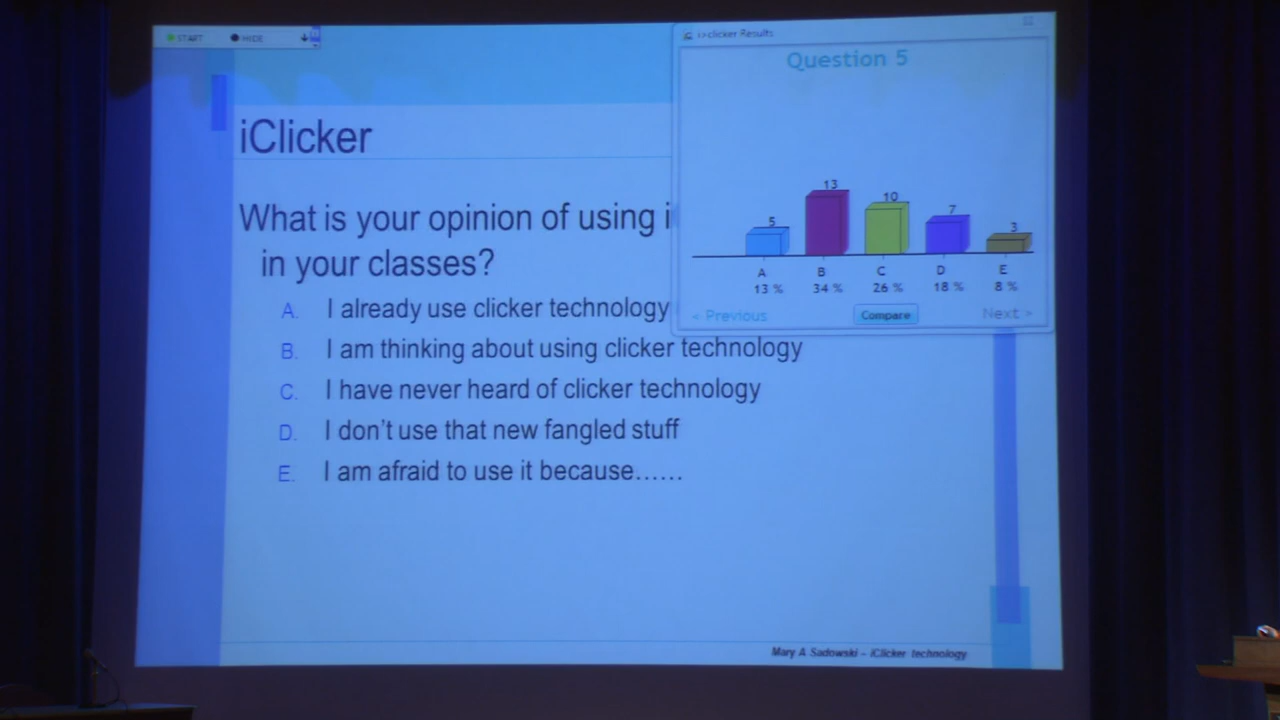 START HIDE
iClicker
What is your opinion of using i
in your classes?
A. I already use clicker technology
B. I am thinking about using clicker technology
C. I have never heard of clicker technology
D. I don't use that new fangled stuff
E. I am afraid to use it because......
Mary A Sadowski – iClicker technology
i>clicker Results
Question 5
5 13 10 7 3
A B C D E
13 % 34 % 26 % 18 % 8 %
< Previous Compare Next >